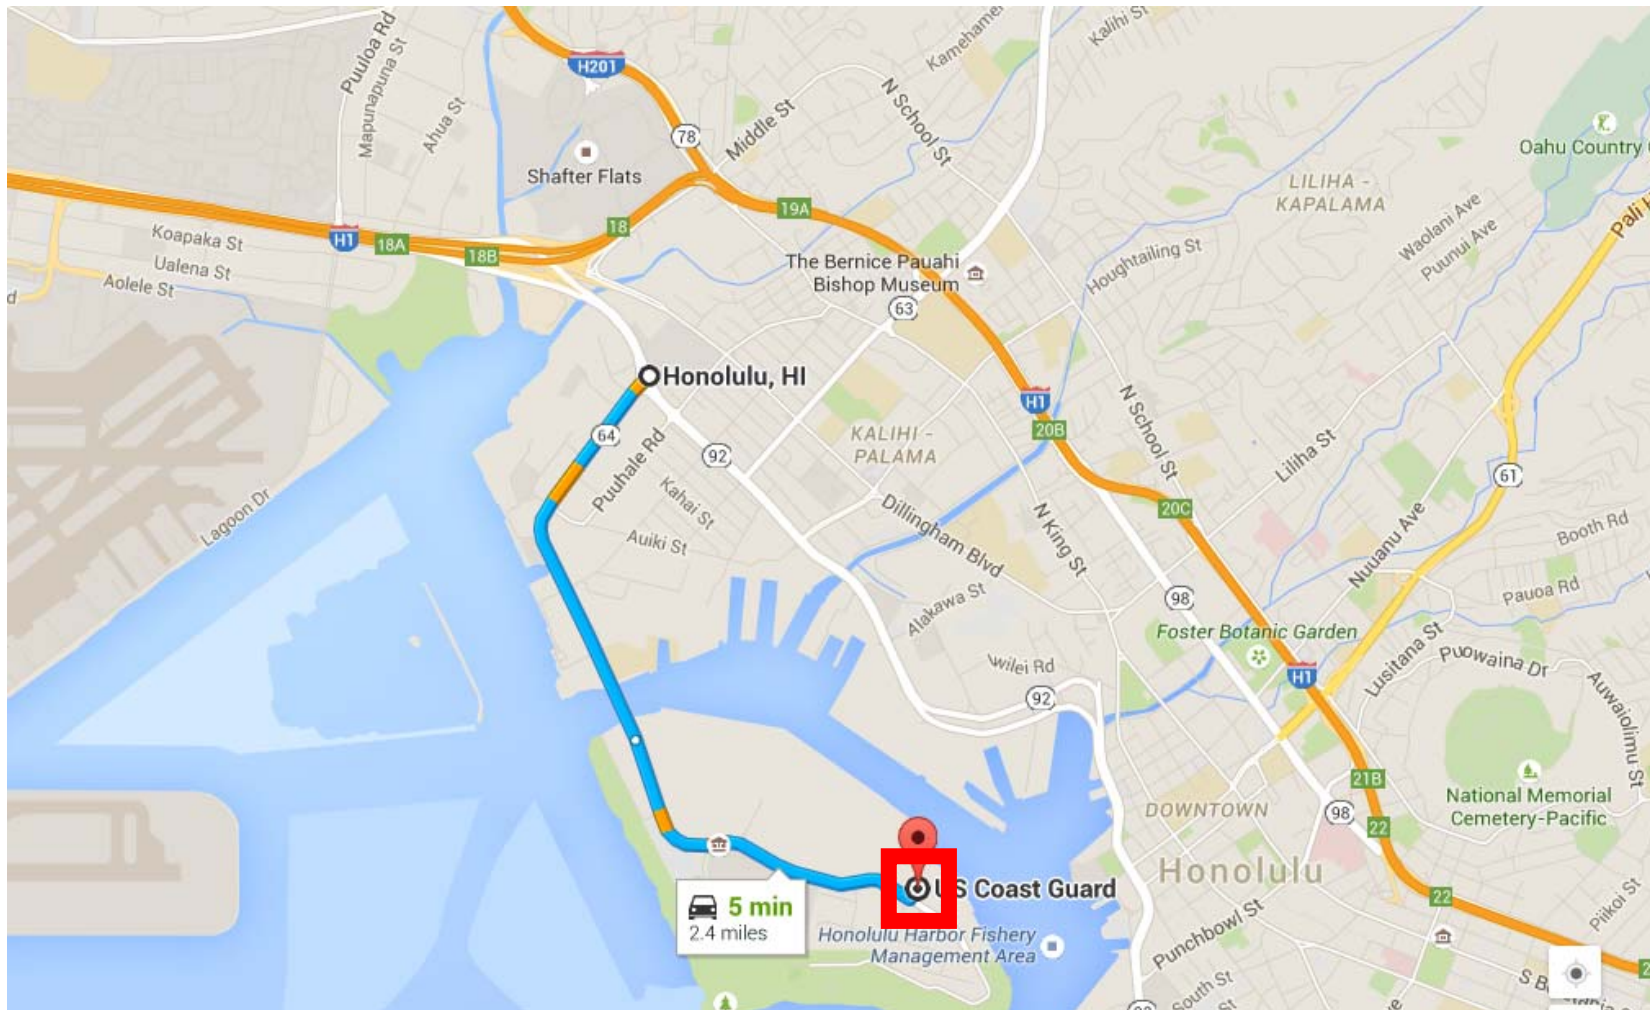 Puuloa Rd
Mapunapuna St
Ahua St
H201
Kamehame
Kalihi St
N School St
78
Middle St
Shafter Flats
Oahu Country
LILIHA -
KAPALAMA
Waolani Ave
Puunui Ave
Pali H
19A
18
H1
18A
18B
Koapaka St
Ualena St
Aolele St
d
The Bernice Pauahi
Bishop Museum
Houghtailing St
63
Honolulu, HI
64
Puuhale Rd
92
KALIHI -
PALAMA
H1
20B
N School St
Liliha St
61
Kahai St
Lagoon Dr
Auiki St
Dillingham Blvd
N King St
20C
Nuuanu Ave
Booth Rd
Pauoa Rd
Alakawa St
98
Foster Botanic Garden
wilei Rd
H1
Lusitana St
Puowaina Dr
Auwaiolimu St
92
21B
DOWNTOWN
98
22
National Memorial
Cemetery-Pacific
Honolulu
US Coast Guard
5 min
2.4 miles
Honolulu Harbor Fishery
Management Area
Punchbowl St
22
Piikoi St
South St
St
S B
2